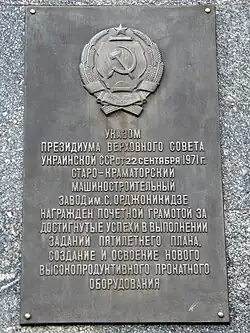 УКАЗОМ
ПРЕЗИДИУМА ВЕРХОВНОГО СОВЕТА
УКРАИНСКОЙ ССР ОТ 22 СЕНТЯБРЯ 1971 Г.
СТАРО-КРАМАТОРСКИЙ
МАШИНОСТРОИТЕЛЬНЫЙ
ЗАВОД ИМ. С. ОРДЖОНИКИДЗЕ
НАГРАЖДЕН ПОЧЕТНОЙ ГРАМОТОЙ ЗА
ДОСТИГНУТЫЕ УСПЕХИ В ВЫПОЛНЕНИИ
ЗАДАНИЙ ПЯТИЛЕТНЕГО ПЛАНА,
СОЗДАНИЕ И ОСВОЕНИЕ НОВОГО
ВЫСОКОПРОДУКТИВНОГО ПРОКАТНОГО
ОБОРУДОВАНИЯ